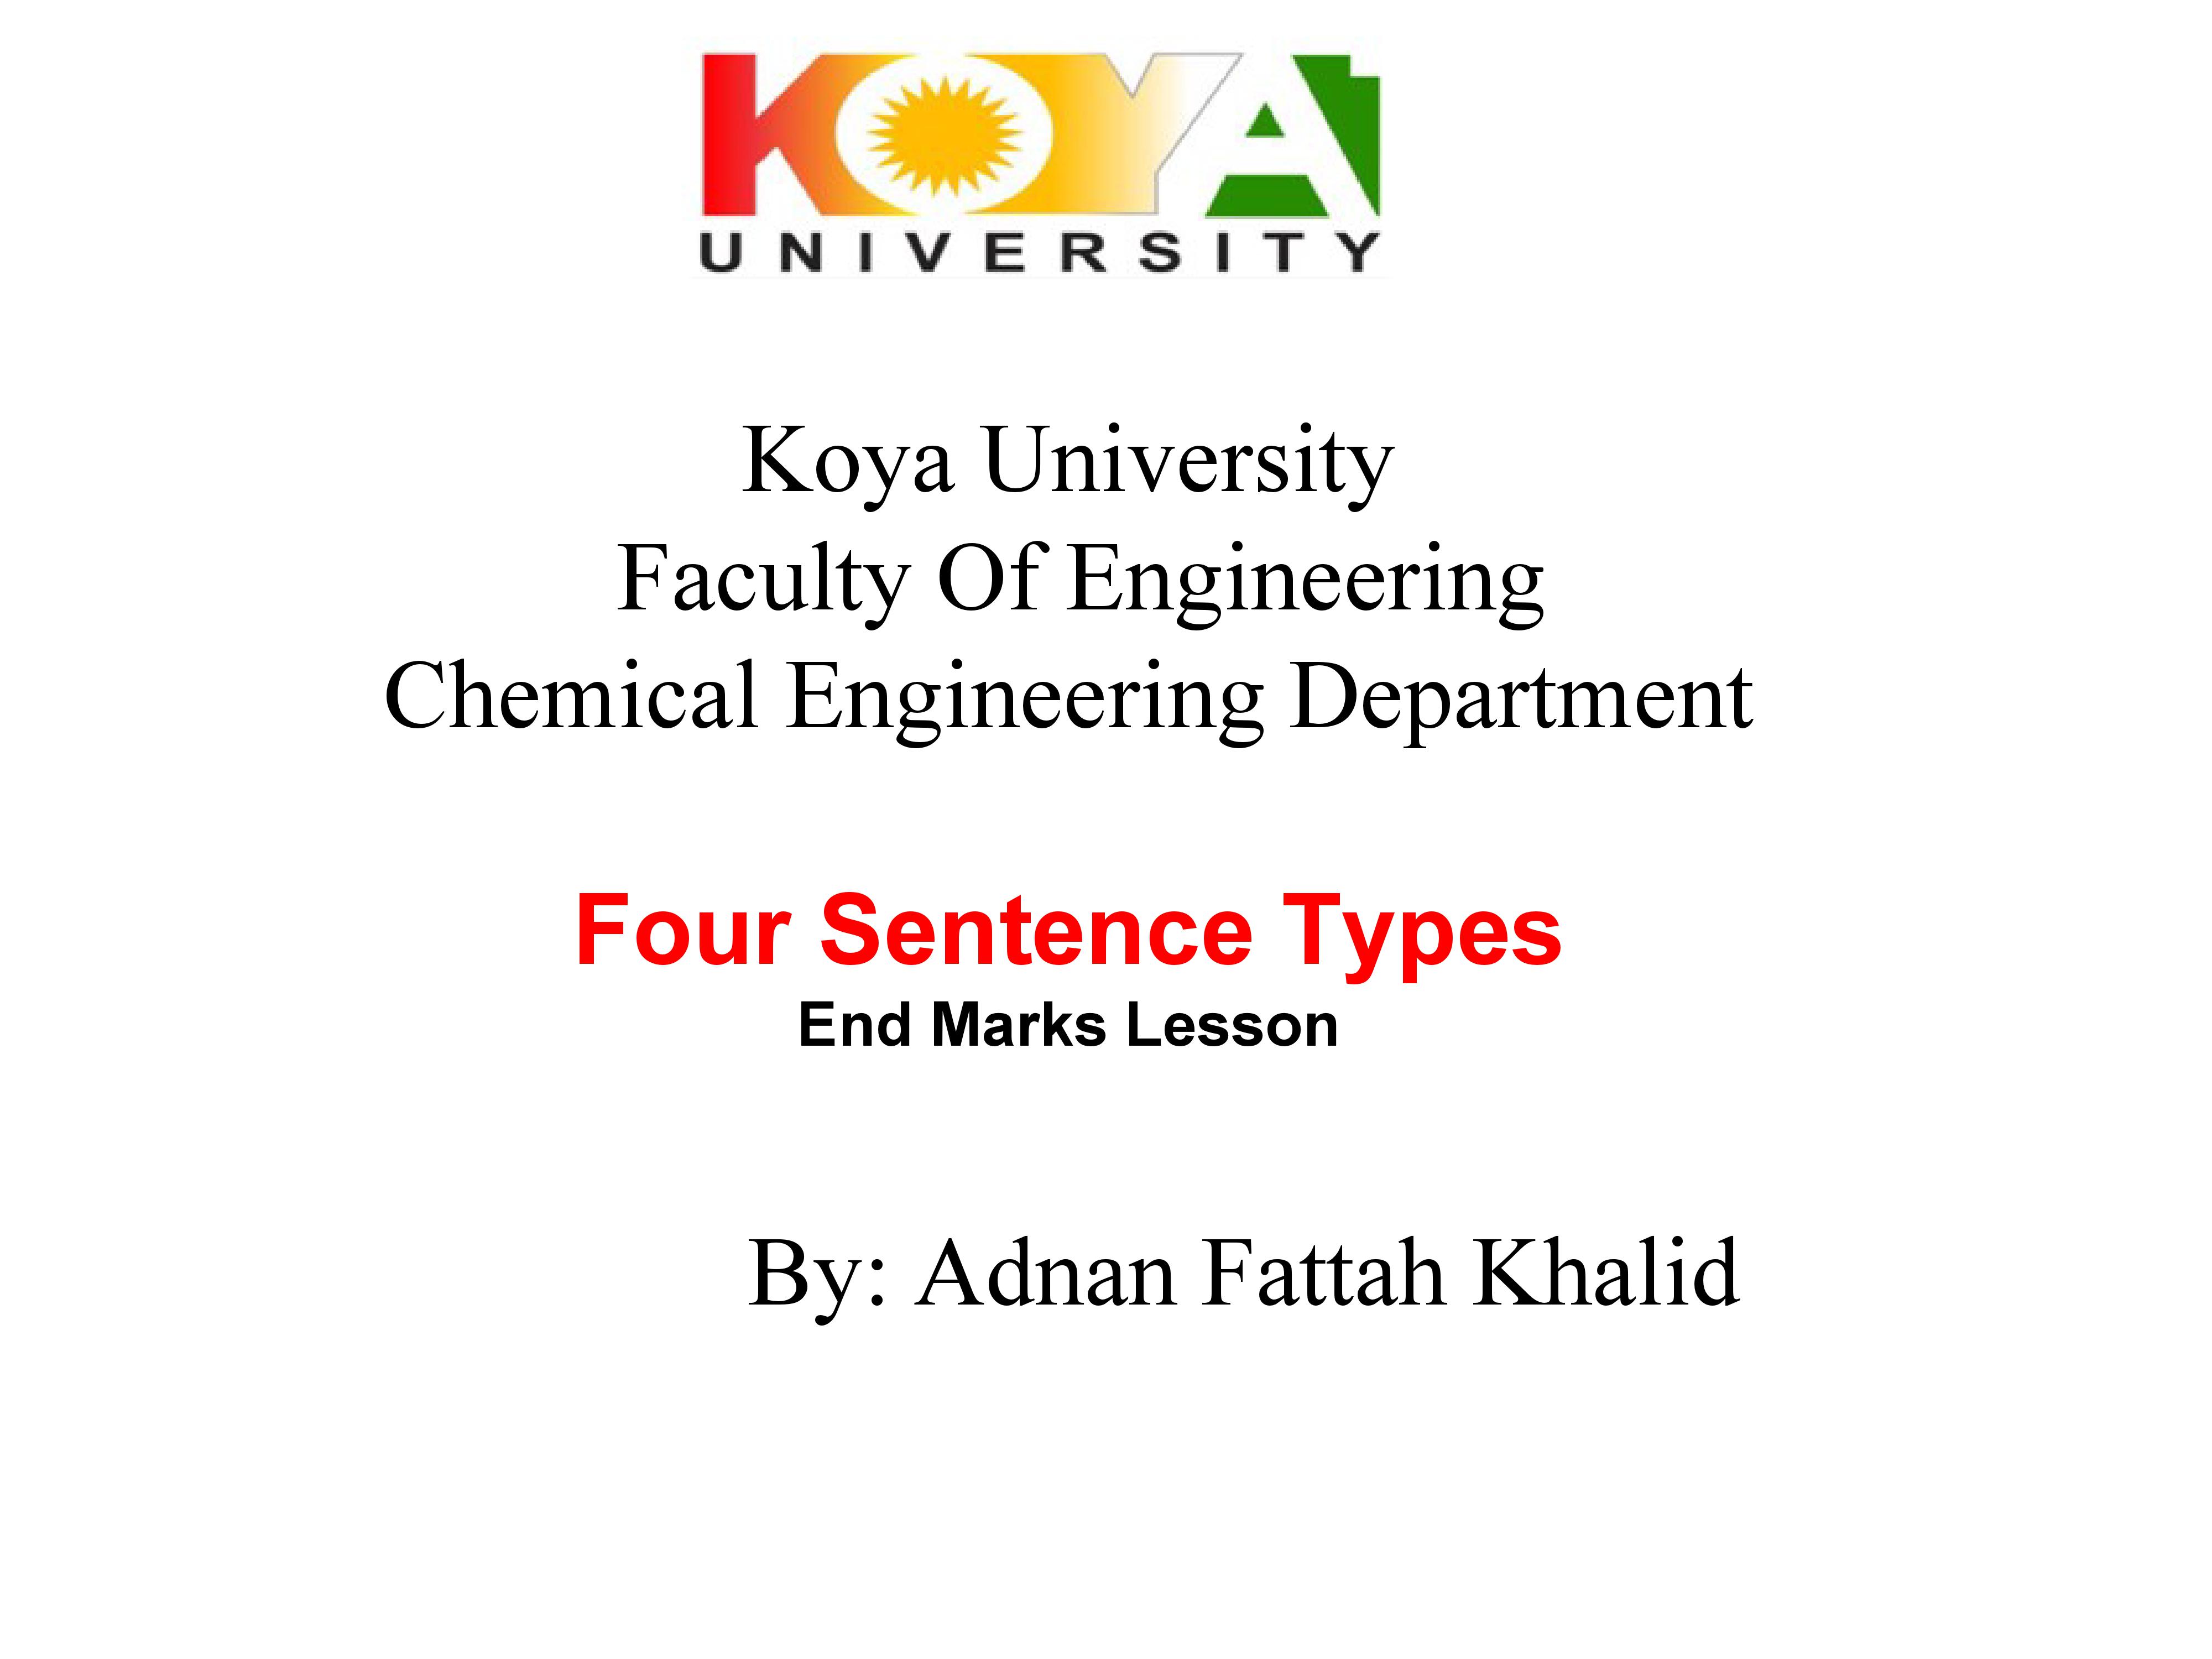 KOYA
UNIVERSITY
Koya University
Faculty Of Engineering
Chemical Engineering Department
Four Sentence Types
End Marks Lesson
By: Adnan Fattah Khalid